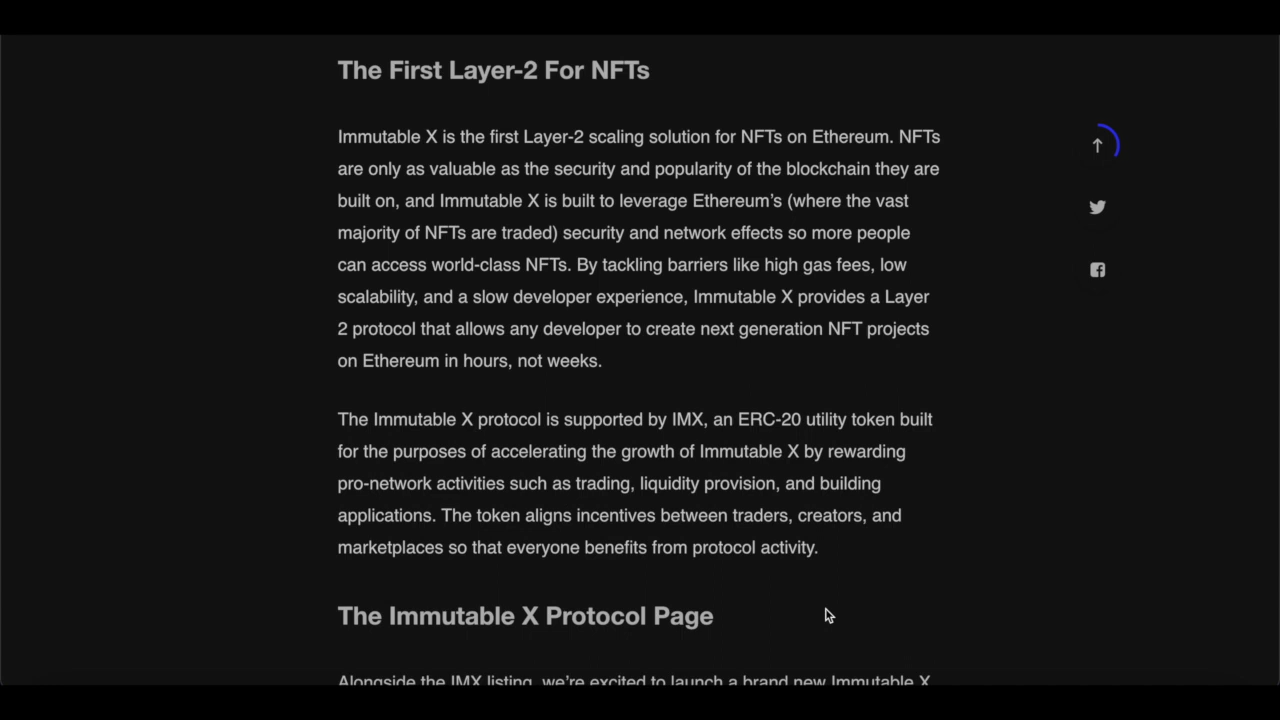 The First Layer-2 For NFTs
Immutable X is the first Layer-2 scaling solution for NFTs on Ethereum. NFTs
are only as valuable as the security and popularity of the blockchain they are
built on, and Immutable X is built to leverage Ethereum’s (where the vast
majority of NFTs are traded) security and network effects so more people
can access world-class NFTs. By tackling barriers like high gas fees, low
scalability, and a slow developer experience, Immutable X provides a Layer
2 protocol that allows any developer to create next generation NFT projects
on Ethereum in hours, not weeks.
The Immutable X protocol is supported by IMX, an ERC-20 utility token built
for the purposes of accelerating the growth of Immutable X by rewarding
pro-network activities such as trading, liquidity provision, and building
applications. The token aligns incentives between traders, creators, and
marketplaces so that everyone benefits from protocol activity.
The Immutable X Protocol Page
Alongside the IMX listing, we’re excited to launch a brand new Immutable X